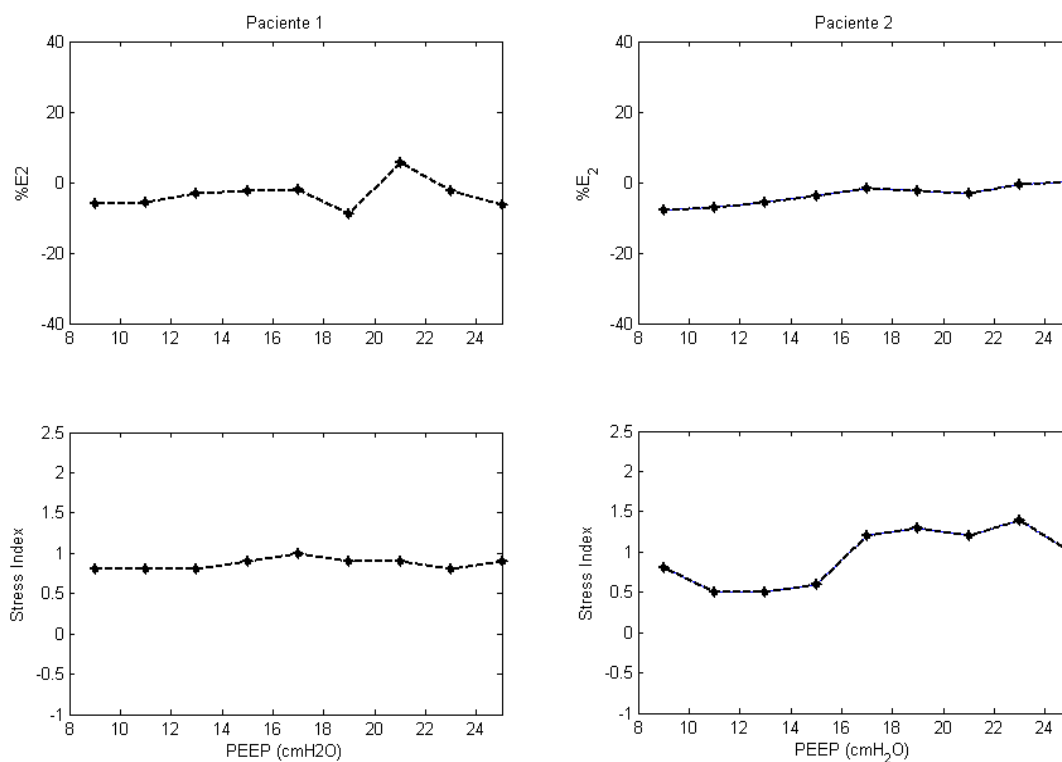 Paciente 1
40
20
0
-20
-40
%E2
8 10 12 14 16 18 20 22 24
Paciente 2
40
20
0
-20
-40
%E₂
8 10 12 14 16 18 20 22 24
2.5
2
1.5
1
0.5
0
-0.5
-1
Stress Index
8 10 12 14 16 18 20 22 24
PEEP (cmH2O)
2.5
2
1.5
1
0.5
0
-0.5
-1
Stress Index
8 10 12 14 16 18 20 22 24
PEEP (cmH₂O)